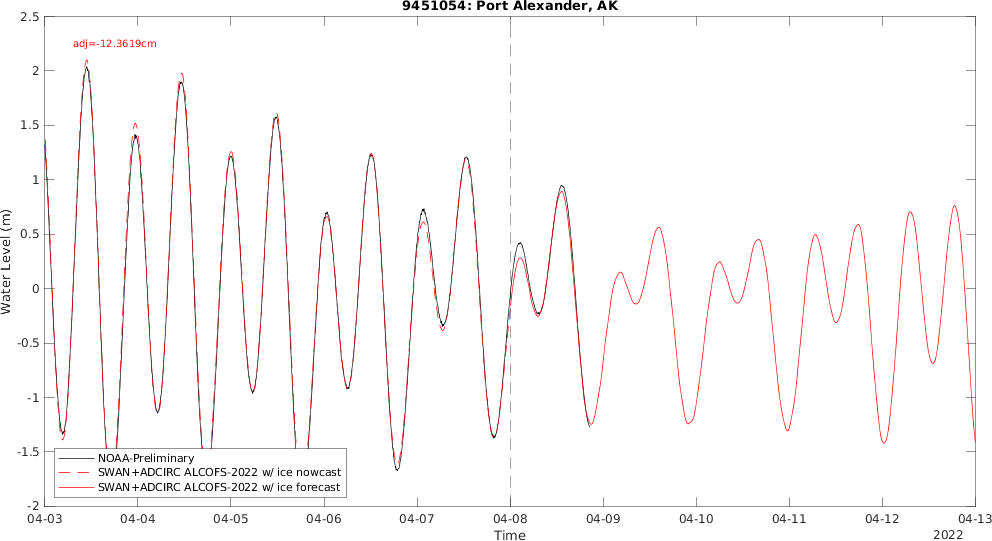 9451054: Port Alexander, AK
adj=-12.3619cm
Water Level (m)
2.5
2
1.5
1
0.5
0
-0.5
-1
-1.5
-2
NOAA-Preliminary
SWAN+ADCIRC ALCOFS-2022 w/ ice nowcast
SWAN+ADCIRC ALCOFS-2022 w/ ice forecast
04-03 04-04 04-05 04-06 04-07 04-08 04-09 04-10 04-11 04-12 04-13
Time
2022